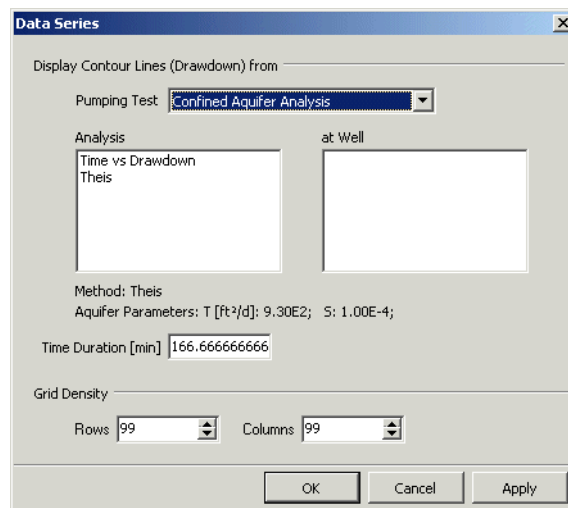 Data Series
Display Contour Lines (Drawdown) from
Pumping Test Confined Aquifer Analysis
Analysis at Well
Time vs Drawdown
Theis
Method: Theis
Aquifer Parameters: T [ft²/d]: 9.30E2; S: 1.00E-4;
Time Duration [min] 166.666666666
Grid Density
Rows 99 Columns 99
OK Cancel Apply